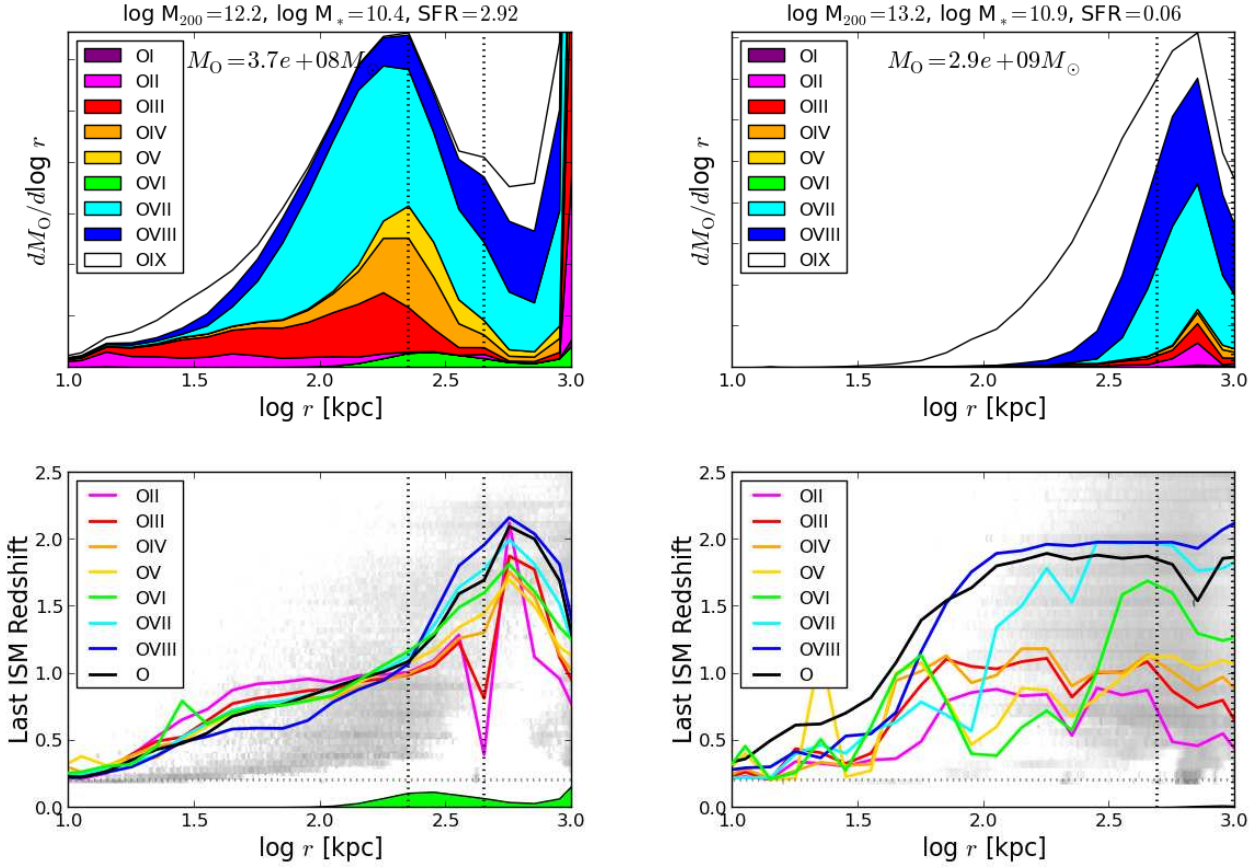 log M200=12.2, log M*=10.4, SFR=2.92
MO=3.7e+08M☉
OI
OII
OIII
OIV
OV
OVI
OVII
OVIII
OIX
dMO/dlog r
1.0 1.5 2.0 2.5 3.0
log r [kpc]
log M200=13.2, log M*=10.9, SFR=0.06
MO=2.9e+09M☉
OI
OII
OIII
OIV
OV
OVI
OVII
OVIII
OIX
dMO/dlog r
1.0 1.5 2.0 2.5 3.0
log r [kpc]
2.5
2.0
1.5
1.0
0.5
0.0
Last ISM Redshift
OII
OIII
OIV
OV
OVI
OVII
OVIII
O
1.0 1.5 2.0 2.5 3.0
log r [kpc]
2.5
2.0
1.5
1.0
0.5
0.0
Last ISM Redshift
OII
OIII
OIV
OV
OVI
OVII
OVIII
O
1.0 1.5 2.0 2.5 3.0
log r [kpc]